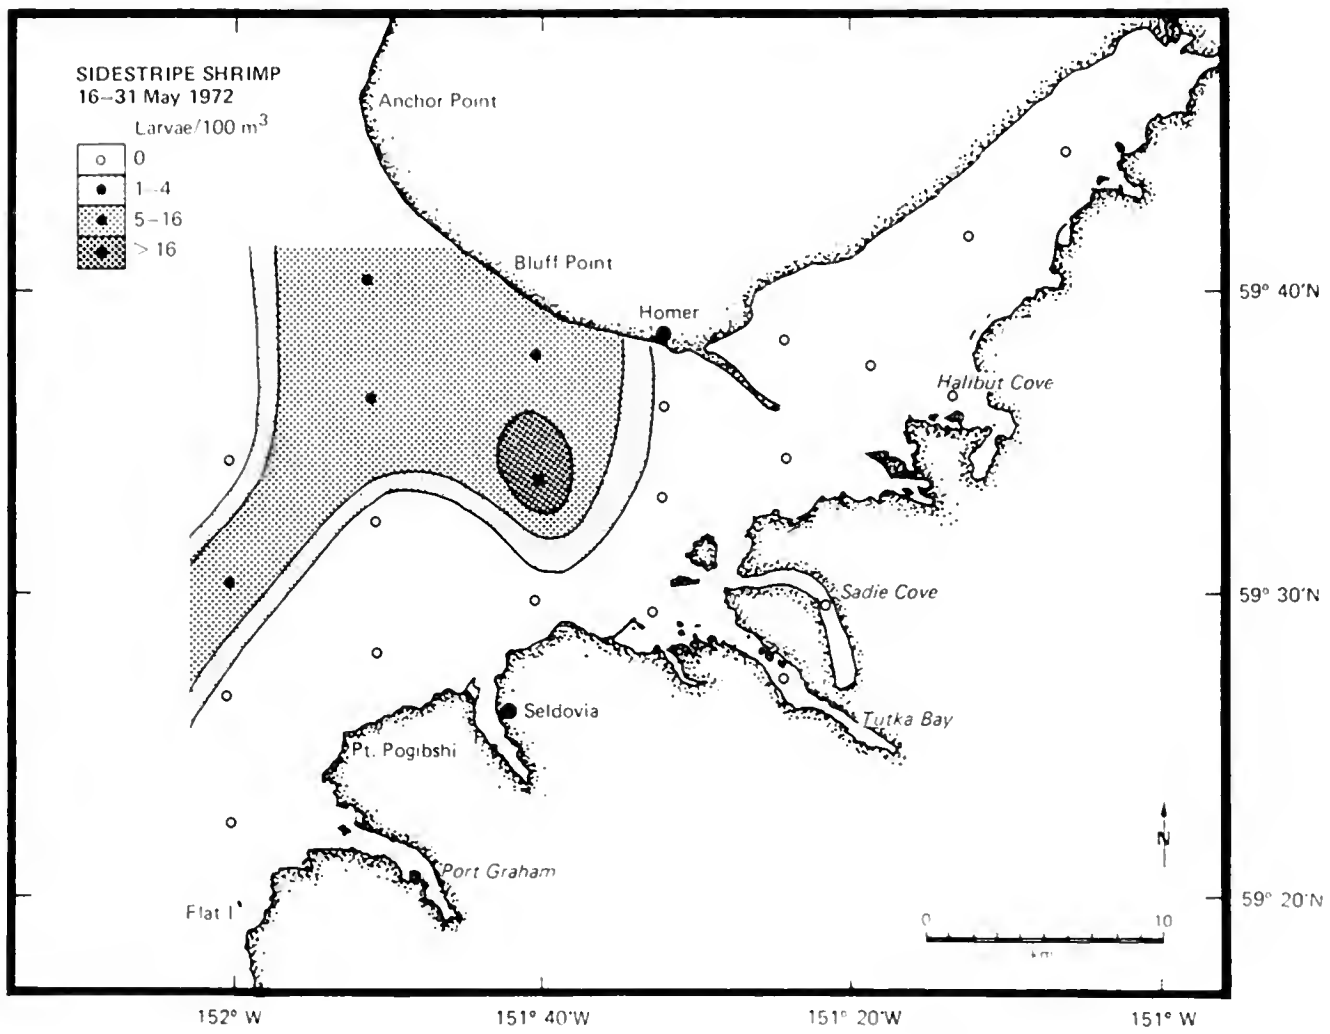 SIDESTRIPE SHRIMP
16–31 May 1972
Larvae/100 m³
0
1–4
5–16
> 16
Anchor Point
Bluff Point
Homer
59° 40'N
Halibut Cove
Sadie Cove
59° 30'N
Seldovia
Tutka Bay
Pt. Pogibshi
N
Port Graham
Flat I
59° 20'N
0 10
km
152° W 151° 40'W 151° 20'W 151° W